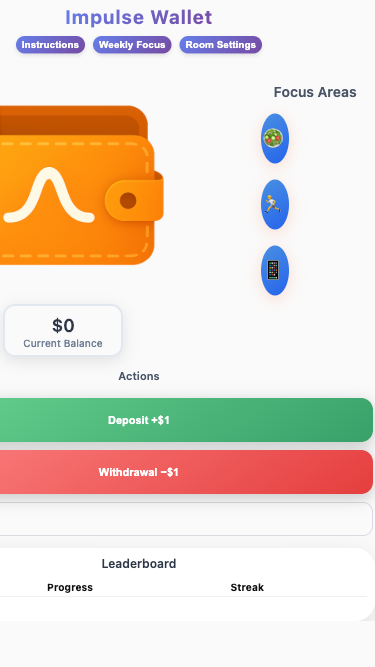 Impulse Wallet
Instructions
Weekly Focus
Room Settings
Focus Areas
$0
Current Balance
Actions
Deposit +$1
Withdrawal −$1
Leaderboard
Progress
Streak